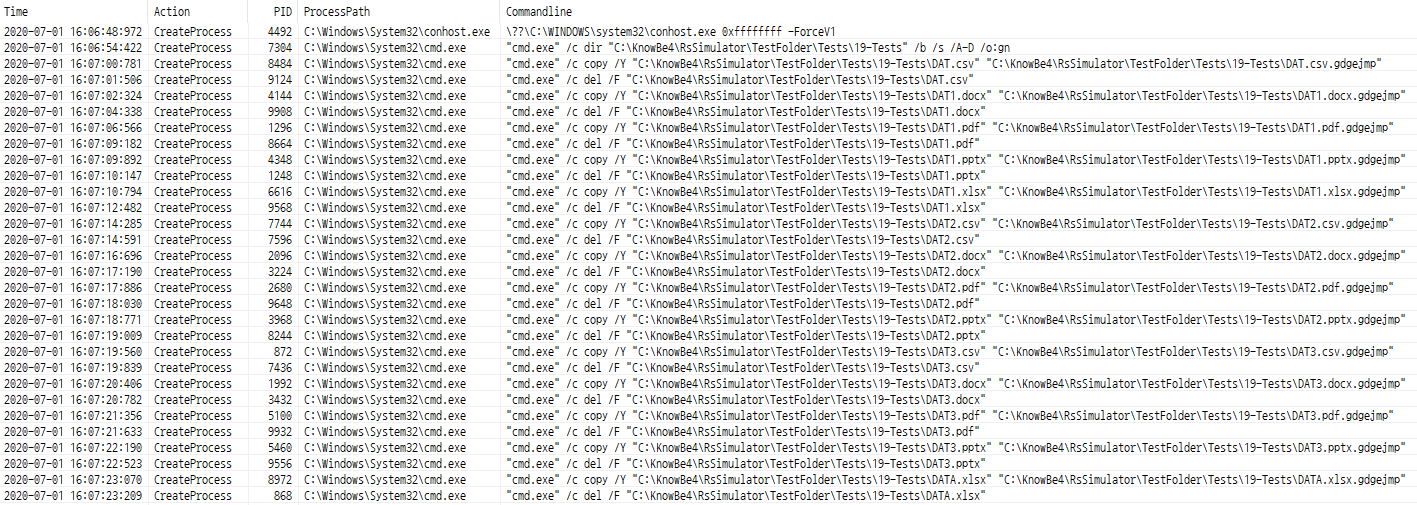 Time Action PID ProcessPath Commandline
2020-07-01 16:06:48:972 CreateProcess 4492 C:\Windows\System32\conhost.exe \??\C:\WINDOWS\system32\conhost.exe 0xffffffff -ForceV1
2020-07-01 16:06:54:422 CreateProcess 7304 C:\Windows\System32\cmd.exe "cmd.exe" /c dir "C:\KnowBe4\RsSimulator\TestFolder\Tests\19-Tests" /b /s /A-D /o:gn
2020-07-01 16:07:00:781 CreateProcess 8484 C:\Windows\System32\cmd.exe "cmd.exe" /c copy /Y "C:\KnowBe4\RsSimulator\TestFolder\Tests\19-Tests\DAT.csv" "C:\KnowBe4\RsSimulator\TestFolder\Tests\19-Tests\DAT.csv.gdgejmp"
2020-07-01 16:07:01:506 CreateProcess 9124 C:\Windows\System32\cmd.exe "cmd.exe" /c del /F "C:\KnowBe4\RsSimulator\TestFolder\Tests\19-Tests\DAT.csv"
2020-07-01 16:07:02:324 CreateProcess 4144 C:\Windows\System32\cmd.exe "cmd.exe" /c copy /Y "C:\KnowBe4\RsSimulator\TestFolder\Tests\19-Tests\DAT1.docx" "C:\KnowBe4\RsSimulator\TestFolder\Tests\19-Tests\DAT1.docx.gdgejmp"
2020-07-01 16:07:04:338 CreateProcess 9908 C:\Windows\System32\cmd.exe "cmd.exe" /c del /F "C:\KnowBe4\RsSimulator\TestFolder\Tests\19-Tests\DAT1.docx"
2020-07-01 16:07:06:566 CreateProcess 1296 C:\Windows\System32\cmd.exe "cmd.exe" /c copy /Y "C:\KnowBe4\RsSimulator\TestFolder\Tests\19-Tests\DAT1.pdf" "C:\KnowBe4\RsSimulator\TestFolder\Tests\19-Tests\DAT1.pdf.gdgejmp"
2020-07-01 16:07:09:182 CreateProcess 8664 C:\Windows\System32\cmd.exe "cmd.exe" /c del /F "C:\KnowBe4\RsSimulator\TestFolder\Tests\19-Tests\DAT1.pdf"
2020-07-01 16:07:09:892 CreateProcess 4348 C:\Windows\System32\cmd.exe "cmd.exe" /c copy /Y "C:\KnowBe4\RsSimulator\TestFolder\Tests\19-Tests\DAT1.pptx" "C:\KnowBe4\RsSimulator\TestFolder\Tests\19-Tests\DAT1.pptx.gdgejmp"
2020-07-01 16:07:10:147 CreateProcess 1248 C:\Windows\System32\cmd.exe "cmd.exe" /c del /F "C:\KnowBe4\RsSimulator\TestFolder\Tests\19-Tests\DAT1.pptx"
2020-07-01 16:07:10:794 CreateProcess 6616 C:\Windows\System32\cmd.exe "cmd.exe" /c copy /Y "C:\KnowBe4\RsSimulator\TestFolder\Tests\19-Tests\DAT1.xlsx" "C:\KnowBe4\RsSimulator\TestFolder\Tests\19-Tests\DAT1.xlsx.gdgejmp"
2020-07-01 16:07:12:482 CreateProcess 9568 C:\Windows\System32\cmd.exe "cmd.exe" /c del /F "C:\KnowBe4\RsSimulator\TestFolder\Tests\19-Tests\DAT1.xlsx"
2020-07-01 16:07:14:285 CreateProcess 7744 C:\Windows\System32\cmd.exe "cmd.exe" /c copy /Y "C:\KnowBe4\RsSimulator\TestFolder\Tests\19-Tests\DAT2.csv" "C:\KnowBe4\RsSimulator\TestFolder\Tests\19-Tests\DAT2.csv.gdgejmp"
2020-07-01 16:07:14:591 CreateProcess 7596 C:\Windows\System32\cmd.exe "cmd.exe" /c del /F "C:\KnowBe4\RsSimulator\TestFolder\Tests\19-Tests\DAT2.csv"
2020-07-01 16:07:16:696 CreateProcess 2096 C:\Windows\System32\cmd.exe "cmd.exe" /c copy /Y "C:\KnowBe4\RsSimulator\TestFolder\Tests\19-Tests\DAT2.docx" "C:\KnowBe4\RsSimulator\TestFolder\Tests\19-Tests\DAT2.docx.gdgejmp"
2020-07-01 16:07:17:190 CreateProcess 3224 C:\Windows\System32\cmd.exe "cmd.exe" /c del /F "C:\KnowBe4\RsSimulator\TestFolder\Tests\19-Tests\DAT2.docx"
2020-07-01 16:07:17:886 CreateProcess 2680 C:\Windows\System32\cmd.exe "cmd.exe" /c copy /Y "C:\KnowBe4\RsSimulator\TestFolder\Tests\19-Tests\DAT2.pdf" "C:\KnowBe4\RsSimulator\TestFolder\Tests\19-Tests\DAT2.pdf.gdgejmp"
2020-07-01 16:07:18:030 CreateProcess 9648 C:\Windows\System32\cmd.exe "cmd.exe" /c del /F "C:\KnowBe4\RsSimulator\TestFolder\Tests\19-Tests\DAT2.pdf"
2020-07-01 16:07:18:771 CreateProcess 3968 C:\Windows\System32\cmd.exe "cmd.exe" /c copy /Y "C:\KnowBe4\RsSimulator\TestFolder\Tests\19-Tests\DAT2.pptx" "C:\KnowBe4\RsSimulator\TestFolder\Tests\19-Tests\DAT2.pptx.gdgejmp"
2020-07-01 16:07:19:009 CreateProcess 8244 C:\Windows\System32\cmd.exe "cmd.exe" /c del /F "C:\KnowBe4\RsSimulator\TestFolder\Tests\19-Tests\DAT2.pptx"
2020-07-01 16:07:19:560 CreateProcess 872 C:\Windows\System32\cmd.exe "cmd.exe" /c copy /Y "C:\KnowBe4\RsSimulator\TestFolder\Tests\19-Tests\DAT3.csv" "C:\KnowBe4\RsSimulator\TestFolder\Tests\19-Tests\DAT3.csv.gdgejmp"
2020-07-01 16:07:19:839 CreateProcess 7436 C:\Windows\System32\cmd.exe "cmd.exe" /c del /F "C:\KnowBe4\RsSimulator\TestFolder\Tests\19-Tests\DAT3.csv"
2020-07-01 16:07:20:406 CreateProcess 1992 C:\Windows\System32\cmd.exe "cmd.exe" /c copy /Y "C:\KnowBe4\RsSimulator\TestFolder\Tests\19-Tests\DAT3.docx" "C:\KnowBe4\RsSimulator\TestFolder\Tests\19-Tests\DAT3.docx.gdgejmp"
2020-07-01 16:07:20:782 CreateProcess 3432 C:\Windows\System32\cmd.exe "cmd.exe" /c del /F "C:\KnowBe4\RsSimulator\TestFolder\Tests\19-Tests\DAT3.docx"
2020-07-01 16:07:21:356 CreateProcess 5100 C:\Windows\System32\cmd.exe "cmd.exe" /c copy /Y "C:\KnowBe4\RsSimulator\TestFolder\Tests\19-Tests\DAT3.pdf" "C:\KnowBe4\RsSimulator\TestFolder\Tests\19-Tests\DAT3.pdf.gdgejmp"
2020-07-01 16:07:21:633 CreateProcess 9932 C:\Windows\System32\cmd.exe "cmd.exe" /c del /F "C:\KnowBe4\RsSimulator\TestFolder\Tests\19-Tests\DAT3.pdf"
2020-07-01 16:07:22:190 CreateProcess 5460 C:\Windows\System32\cmd.exe "cmd.exe" /c copy /Y "C:\KnowBe4\RsSimulator\TestFolder\Tests\19-Tests\DAT3.pptx" "C:\KnowBe4\RsSimulator\TestFolder\Tests\19-Tests\DAT3.pptx.gdgejmp"
2020-07-01 16:07:22:523 CreateProcess 9556 C:\Windows\System32\cmd.exe "cmd.exe" /c del /F "C:\KnowBe4\RsSimulator\TestFolder\Tests\19-Tests\DAT3.pptx"
2020-07-01 16:07:23:070 CreateProcess 8972 C:\Windows\System32\cmd.exe "cmd.exe" /c copy /Y "C:\KnowBe4\RsSimulator\TestFolder\Tests\19-Tests\DATA.xlsx" "C:\KnowBe4\RsSimulator\TestFolder\Tests\19-Tests\DATA.xlsx.gdgejmp"
2020-07-01 16:07:23:209 CreateProcess 868 C:\Windows\System32\cmd.exe "cmd.exe" /c del /F "C:\KnowBe4\RsSimulator\TestFolder\Tests\19-Tests\DATA.xlsx"